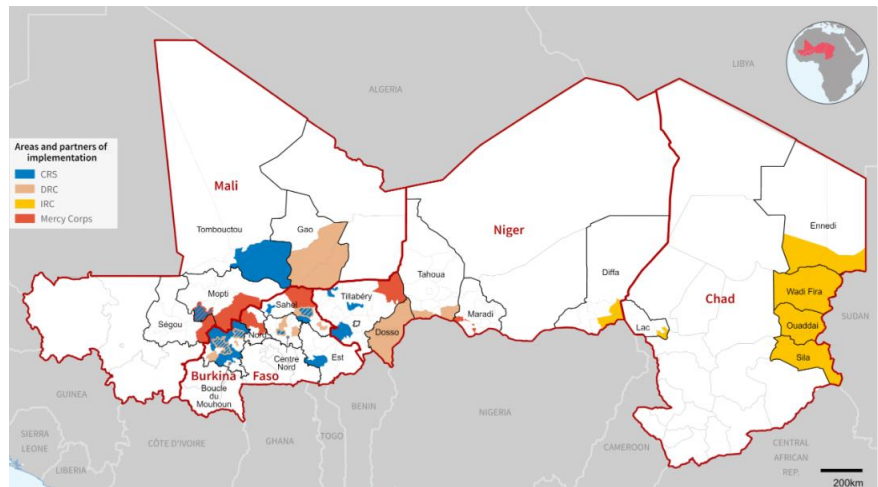 Areas and partners of
implementation
CRS
DRC
IRC
Mercy Corps
ALGERIA
LIBYA
Mali
Niger
Chad
Burkina Faso
Tombouctou
Gao
Mopti
Ségou
Sahel
Nord
Centre
Nord
Est
Boucle
du
Mouhoun
Tillabéry
Dosso
Tahoua
Maradi
Diffa
Lac
Ennedi
Wadi Fira
Ouaddai
Sila
SUDAN
GUINEA
SIERRA
LEONE
LIBERIA
CÔTE D'IVOIRE
GHANA
TOGO
BENIN
NIGERIA
CAMEROON
CENTRAL
AFRICAN
REP.
200km